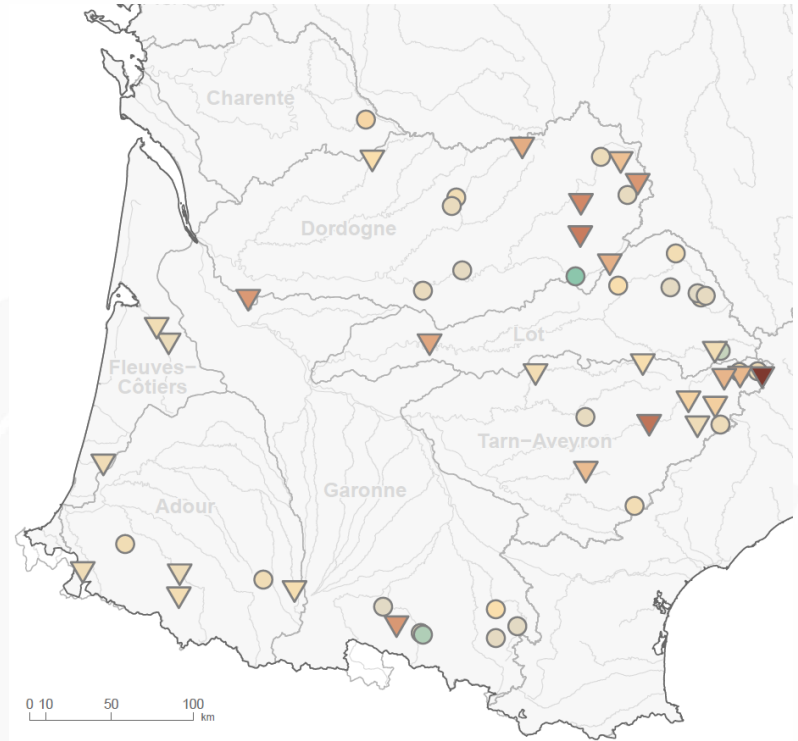 Charente
Dordogne
Lot
Fleuves−
Côtiers
Tarn−Aveyron
Garonne
Adour
0 10 50 100
km